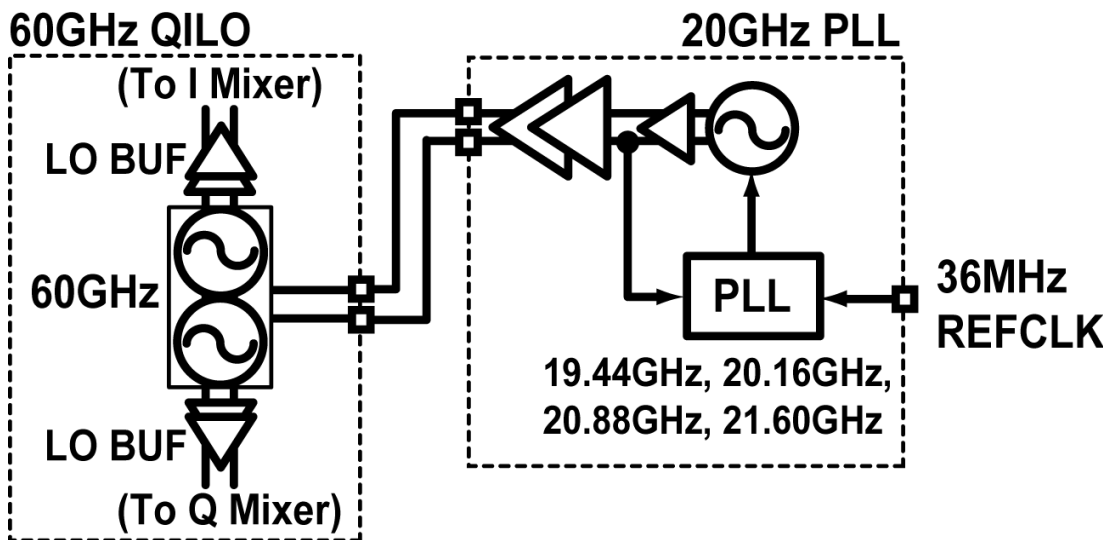 60GHz QILO
(To I Mixer)
LO BUF
60GHz
LO BUF
(To Q Mixer)
20GHz PLL
PLL
36MHz
REFCLK
19.44GHz, 20.16GHz,
20.88GHz, 21.60GHz